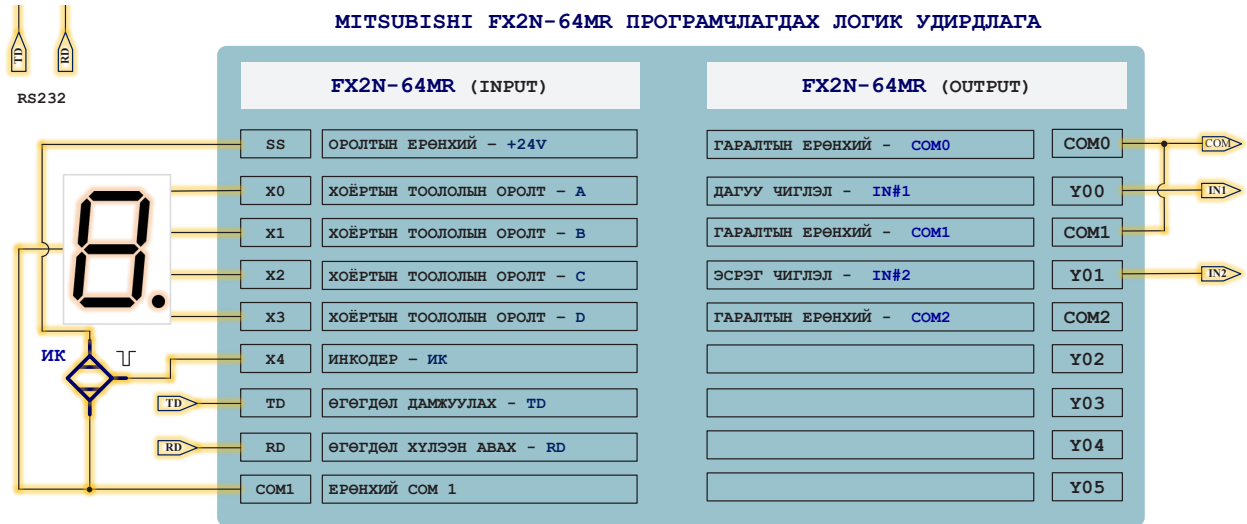 MITSUBISHI FX2N-64MR ПРОГРАМЧЛАГДАХ ЛОГИК УДИРДЛАГА
TD RD
RS232
FX2N-64MR (INPUT)
SS ОРОЛТЫН ЕРӨНХИЙ – +24V
X0 ХОЁРТЫН ТООЛОЛЫН ОРОЛТ – A
X1 ХОЁРТЫН ТООЛОЛЫН ОРОЛТ – B
X2 ХОЁРТЫН ТООЛОЛЫН ОРОЛТ – C
X3 ХОЁРТЫН ТООЛОЛЫН ОРОЛТ – D
ИК X4 ИНКОДЕР – ИК
TD TD ӨГӨГДӨЛ ДАМЖУУЛАХ - TD
RD RD ӨГӨГДӨЛ ХҮЛЭЭН АВАХ - RD
COM1 ЕРӨНХИЙ COM 1
FX2N-64MR (OUTPUT)
ГАРАЛТЫН ЕРӨНХИЙ - COM0 COM0 COM
ДАГУУ ЧИГЛЭЛ - IN#1 Y00 IN1
ГАРАЛТЫН ЕРӨНХИЙ - COM1 COM1
ЭСРЭГ ЧИГЛЭЛ - IN#2 Y01 IN2
ГАРАЛТЫН ЕРӨНХИЙ - COM2 COM2
Y02
Y03
Y04
Y05